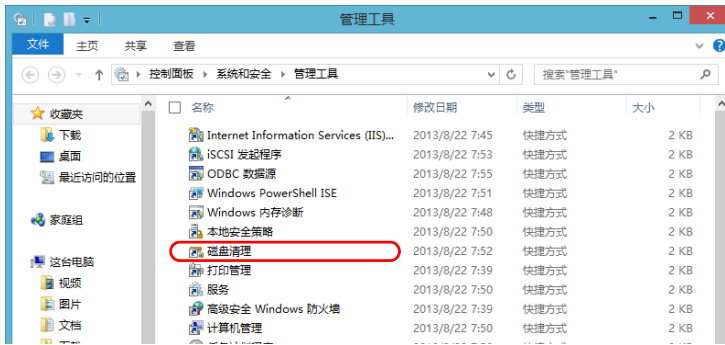 管理工具
文件 主页 共享 查看
控制面板 系统和安全 管理工具 搜索"管理工具"
收藏夹
下载
桌面
最近访问的位置
家庭组
这台电脑
视频
图片
文档
名称 修改日期 类型 大小
Internet Information Services (IIS)... 2013/8/22 7:45 快捷方式 2 KB
iSCSI 发起程序 2013/8/22 7:53 快捷方式 2 KB
ODBC 数据源 2013/8/22 7:55 快捷方式 2 KB
Windows PowerShell ISE 2013/8/22 7:51 快捷方式 2 KB
Windows 内存诊断 2013/8/22 7:48 快捷方式 2 KB
本地安全策略 2013/8/22 7:50 快捷方式 2 KB
磁盘清理 2013/8/22 7:52 快捷方式 2 KB
打印管理 2013/8/22 7:39 快捷方式 2 KB
服务 2013/8/22 7:50 快捷方式 2 KB
高级安全 Windows 防火墙 2013/8/22 7:39 快捷方式 2 KB
计算机管理 2013/8/22 7:50 快捷方式 2 KB